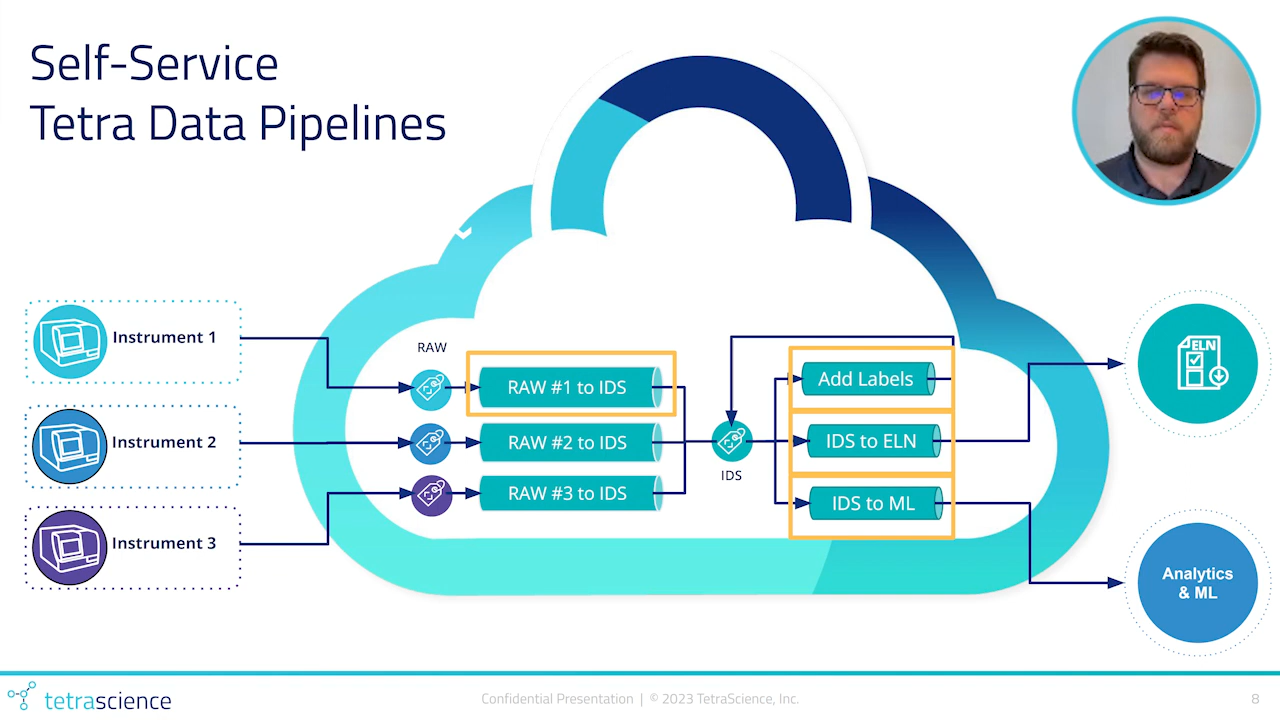 Self-Service
Tetra Data Pipelines
Instrument 1
Instrument 2
Instrument 3
RAW
RAW #1 to IDS
RAW #2 to IDS
RAW #3 to IDS
IDS
Add Labels
IDS to ELN
IDS to ML
ELN
Analytics
& ML
tetrascience
Confidential Presentation | © 2023 TetraScience, Inc.
8